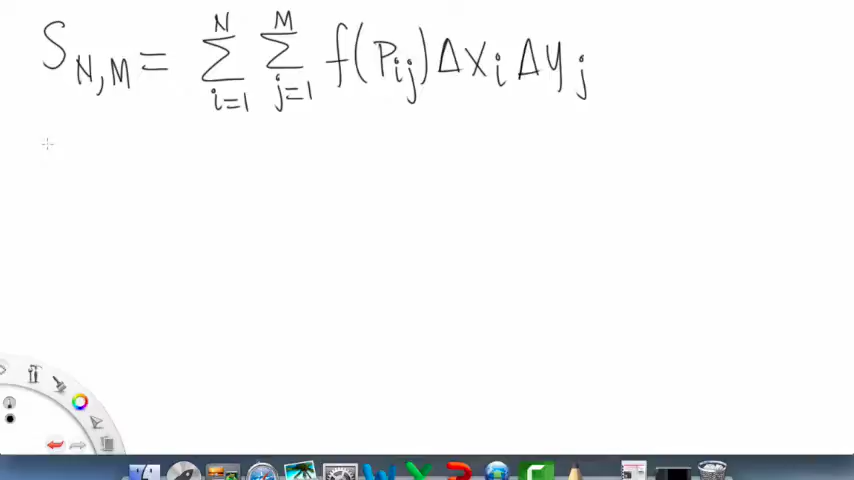 S_{N,M} = \sum_{i=1}^{N} \sum_{j=1}^{M} f(P_{ij}) \Delta x_i \Delta y_j